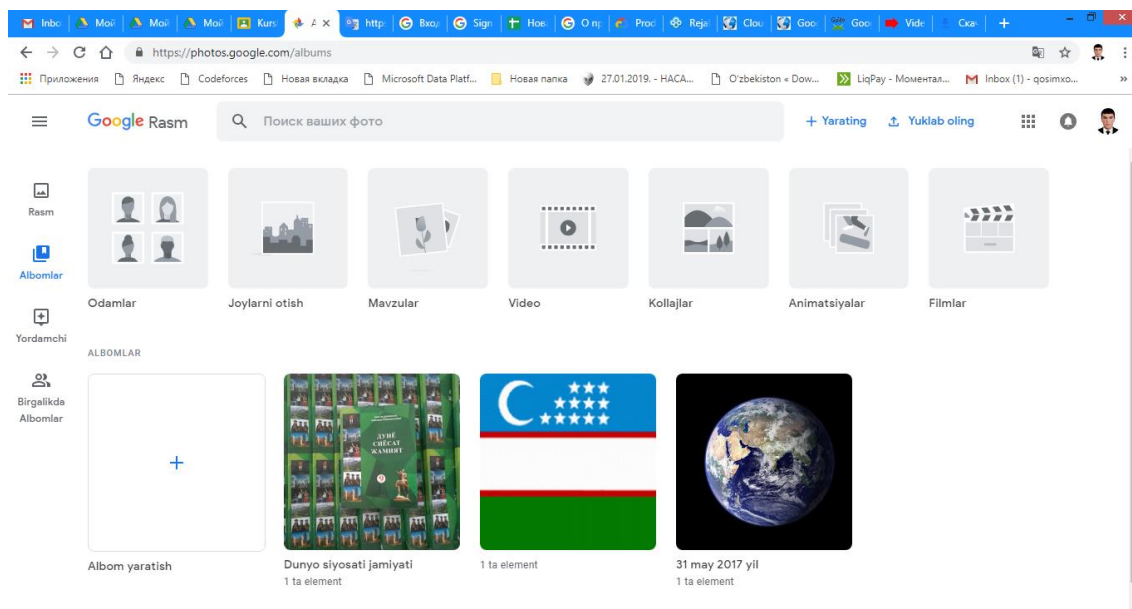 Inbo
Мой
Мой
Мой
Kurs
http:
Вход
Sign
Нов
О пр
Prod
Reja
Clou
Goo
Goo
Vide
Скач
https://photos.google.com/albums
Приложения Яндекс Codeforces Новая вкладка Microsoft Data Platf... Новая папка 27.01.2019. - НАСА... O'zbekiston « Dow... LiqPay - Моментал... Inbox (1) - qosimxo... »
Google Rasm
Поиск ваших фото
+ Yarating
Yuklab oling
Rasm
Albomlar
Yordamchi
Birgalikda
Albomlar
Odamlar
Joylarni otish
Mavzular
Video
Kollajlar
Animatsiyalar
Filmlar
ALBOMLAR
ДУНЁ
СИЁСАТ
ЖАМИЯТ
Albom yaratish
Dunyo siyosati jamiyati
1 ta element
1 ta element
31 may 2017 yil
1 ta element